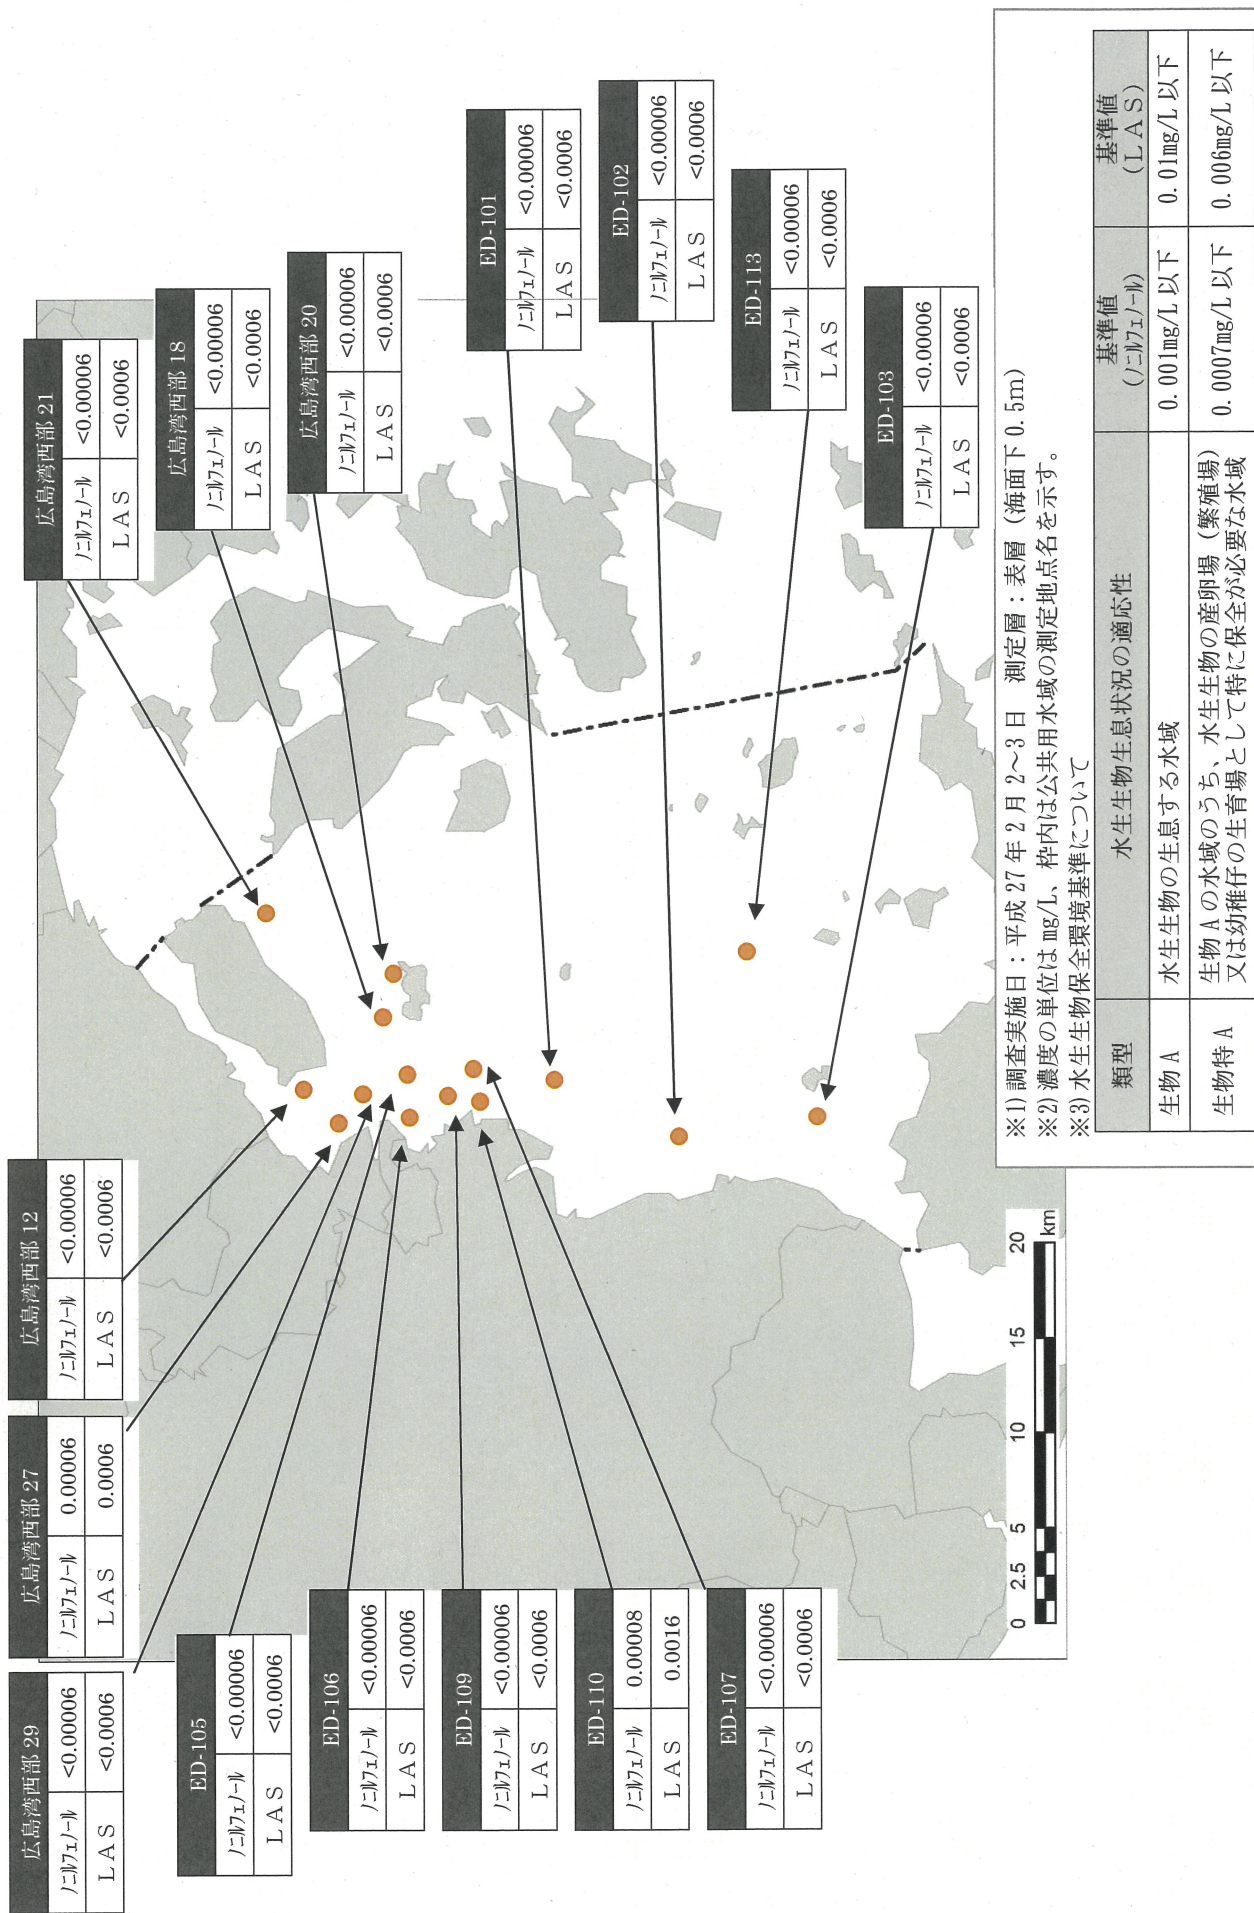 広島湾西部 29
ノニルフェノール <0.00006
ＬＡＳ <0.0006
広島湾西部 27
ノニルフェノール 0.00006
ＬＡＳ 0.0006
広島湾西部 12
ノニルフェノール <0.00006
ＬＡＳ <0.0006
広島湾西部 21
ノニルフェノール <0.00006
ＬＡＳ <0.0006
広島湾西部 18
ノニルフェノール <0.00006
ＬＡＳ <0.0006
広島湾西部 20
ノニルフェノール <0.00006
ＬＡＳ <0.0006
ED-105
ノニルフェノール <0.00006
ＬＡＳ <0.0006
ED-106
ノニルフェノール <0.00006
ＬＡＳ <0.0006
ED-109
ノニルフェノール <0.00006
ＬＡＳ <0.0006
ED-110
ノニルフェノール 0.00008
ＬＡＳ 0.0016
ED-107
ノニルフェノール <0.00006
ＬＡＳ <0.0006
ED-101
ノニルフェノール <0.00006
ＬＡＳ <0.0006
ED-102
ノニルフェノール <0.00006
ＬＡＳ <0.0006
ED-113
ノニルフェノール <0.00006
ＬＡＳ <0.0006
ED-103
ノニルフェノール <0.00006
ＬＡＳ <0.0006
0 2.5 5 10 15 20
km
※1) 調査実施日：平成 27 年 2 月 2～3 日　測定層：表層（海面下 0.5m）
※2) 濃度の単位は mg/L、枠内は公共用水域の測定地点名を示す。
※3) 水生生物保全環境基準について
類型 水生生物生息状況の適応性 基準値 基準値
(ノニルフェノール) (ＬＡＳ)
生物 A 水生生物の生息する水域 0.001mg/L 以下 0.01mg/L 以下
生物特 A 生物 A の水域のうち、水生生物の産卵場（繁殖場） 0.0007mg/L 以下 0.006mg/L 以下
又は幼稚仔の生育場として特に保全が必要な水域